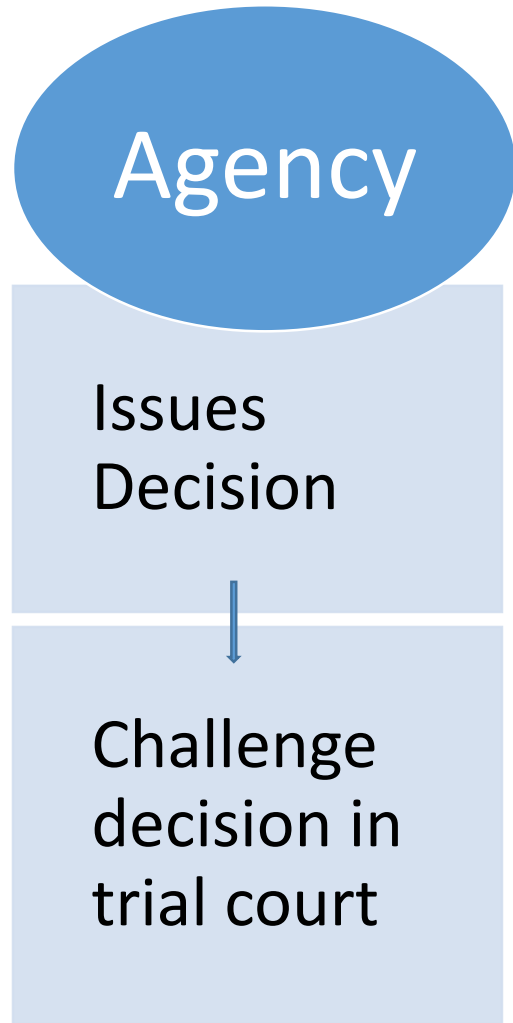 Agency
Issues
Decision
Challenge
decision in
trial court